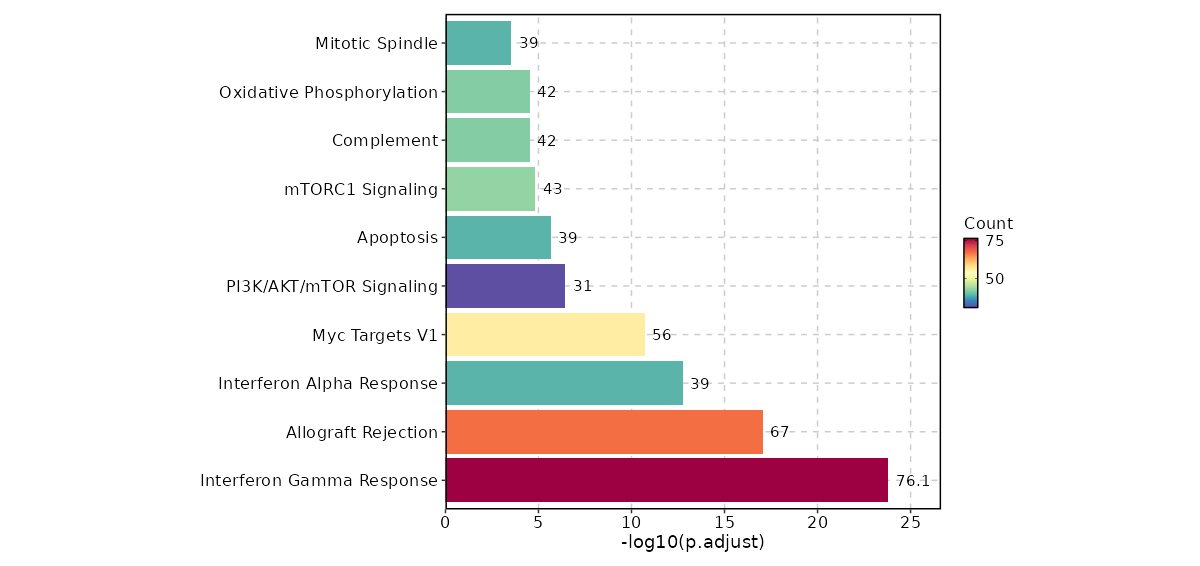 Mitotic Spindle 39
Oxidative Phosphorylation 42
Complement 42
mTORC1 Signaling 43
Apoptosis 39
PI3K/AKT/mTOR Signaling 31
Myc Targets V1 56
Interferon Alpha Response 39
Allograft Rejection 67
Interferon Gamma Response 76.1
0 5 10 15 20 25
-log10(p.adjust)
Count
75
50